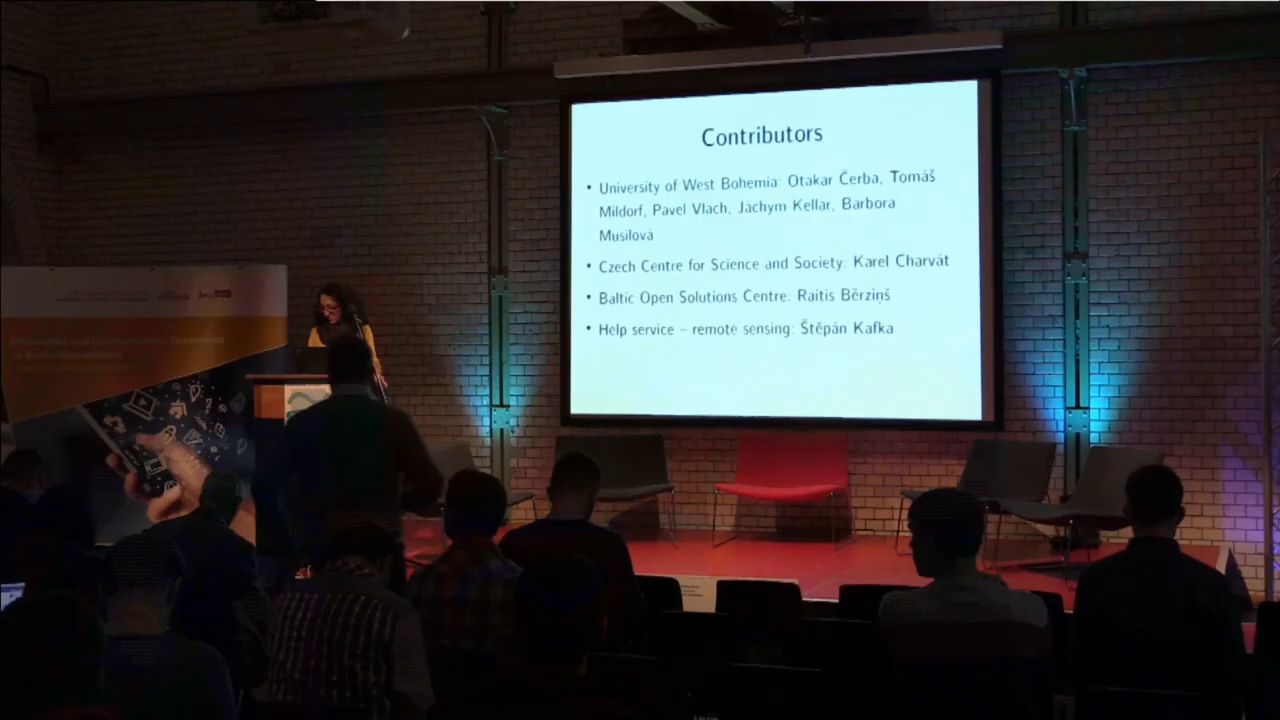 Contributors
• University of West Bohemia: Otakar Čerba, Tomáš
Mildorf, Pavel Vlach, Jáchym Kellar, Barbora
Musilová
• Czech Centre for Science and Society: Karel Charvát
• Baltic Open Solutions Centre: Raitis Bērziņš
• Help service – remote sensing: Štěpán Kafka